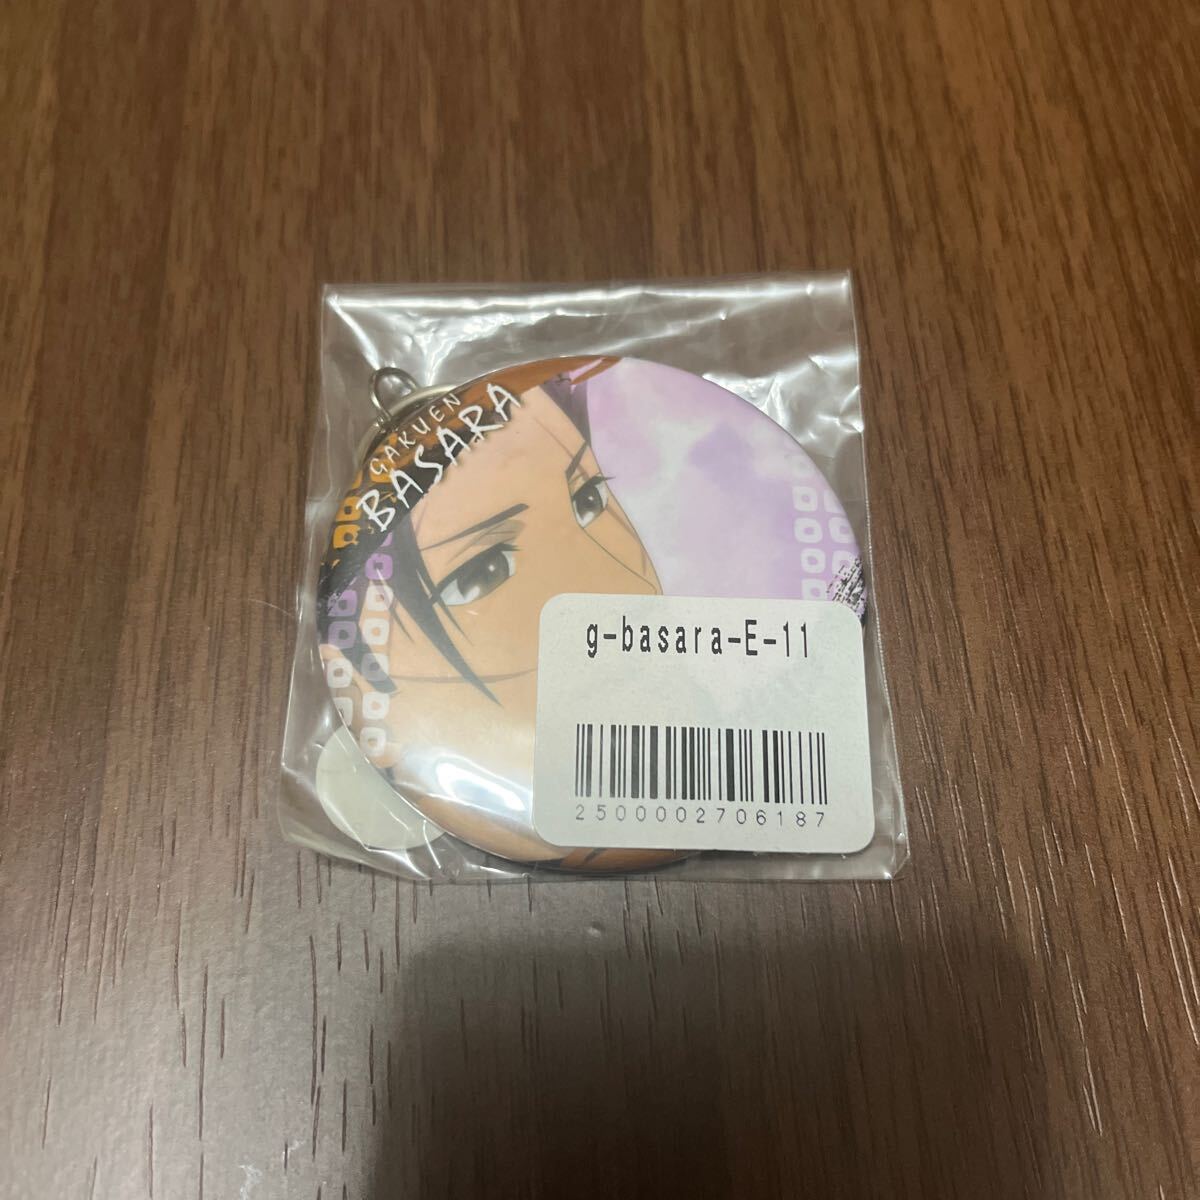 GAKUEN
BASARA
g-basara-E-11
2500002706187